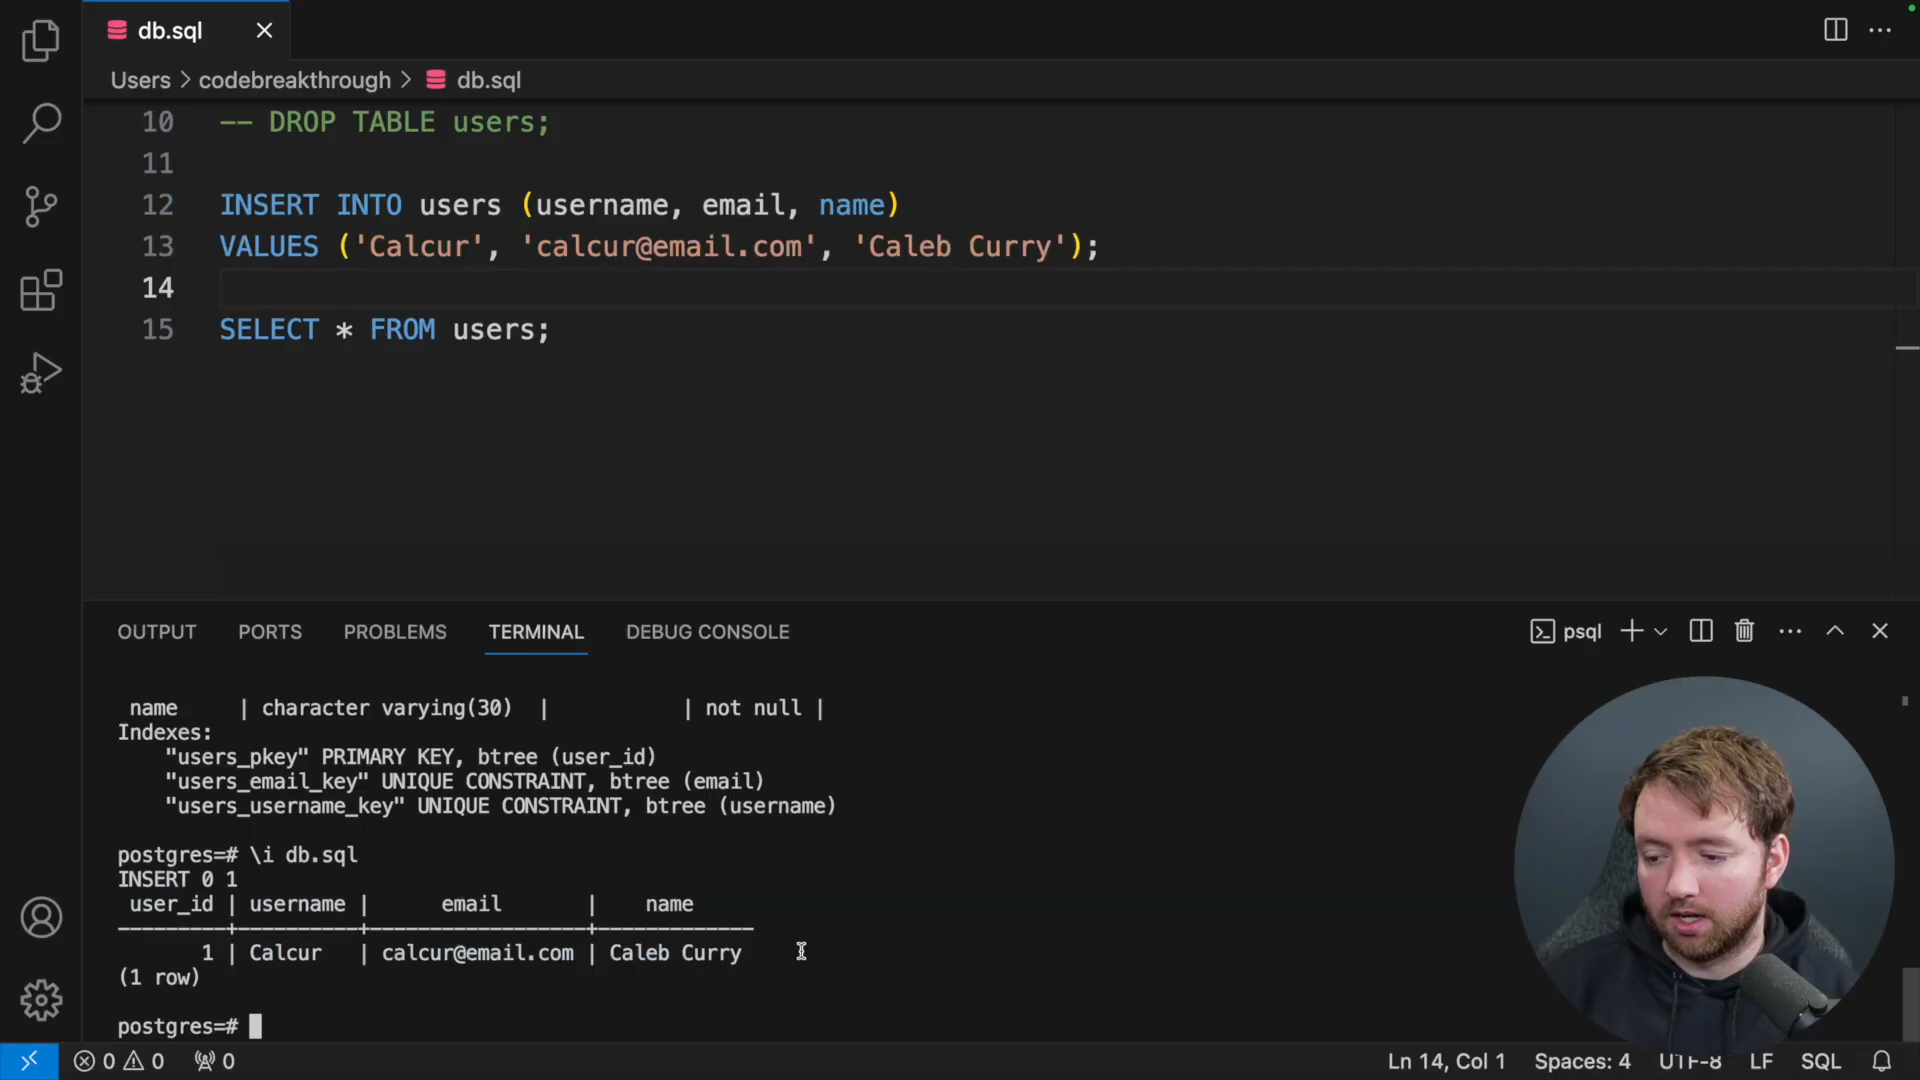 db.sql
Users > codebreakthrough > db.sql
10 -- DROP TABLE users;
11
12 INSERT INTO users (username, email, name)
13 VALUES ('Calcur', 'calcur@email.com', 'Caleb Curry');
14
15 SELECT * FROM users;
OUTPUT PORTS PROBLEMS TERMINAL DEBUG CONSOLE psql
name | character varying(30) | | not null |
Indexes:
"users_pkey" PRIMARY KEY, btree (user_id)
"users_email_key" UNIQUE CONSTRAINT, btree (email)
"users_username_key" UNIQUE CONSTRAINT, btree (username)
postgres=# \i db.sql
INSERT 0 1
user_id | username | email | name
---------+----------+------------------+-------------
1 | Calcur | calcur@email.com | Caleb Curry
(1 row)
postgres=#
0 0 0 Ln 14, Col 1 Spaces: 4 UTF-8 LF SQL